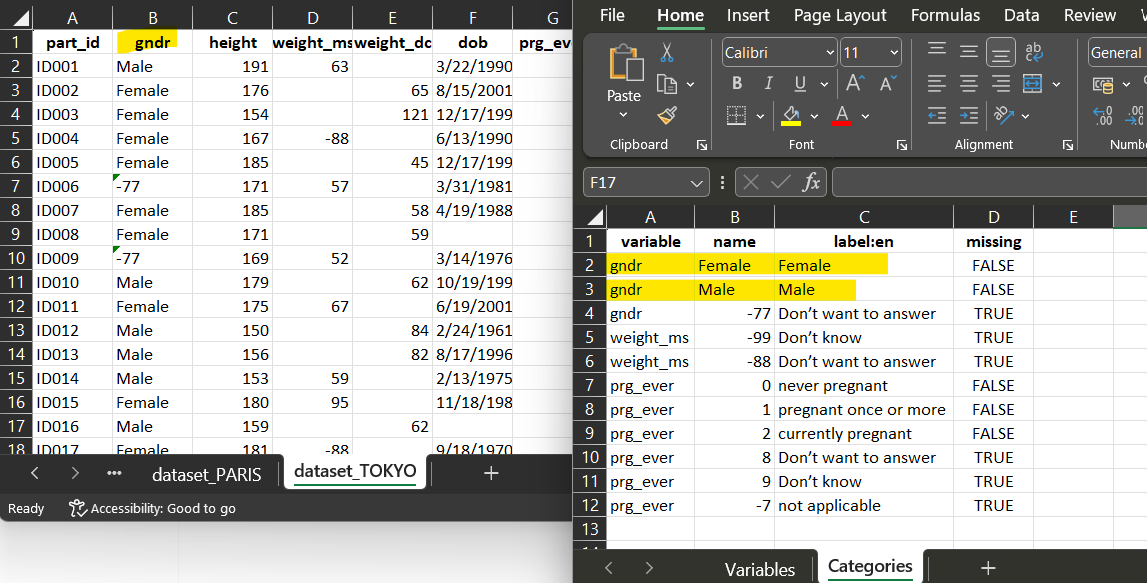 A B C D E F G
1 part_id gndr height weight_ms weight_dc dob prg_ev
2 ID001 Male 191 63 3/22/1990
3 ID002 Female 176 65 8/15/2001
4 ID003 Female 154 121 12/17/199
5 ID004 Female 167 -88 6/13/1990
6 ID005 Female 185 45 12/17/199
7 ID006 -77 171 57 3/31/1981
8 ID007 Female 185 58 4/19/1988
9 ID008 Female 171 59
10 ID009 -77 169 52 3/14/1976
11 ID010 Male 179 62 10/19/199
12 ID011 Female 175 67 6/19/2001
13 ID012 Male 150 84 2/24/1961
14 ID013 Male 156 82 8/17/1996
15 ID014 Male 153 59 2/13/1975
16 ID015 Female 180 95 11/18/198
17 ID016 Male 159 62
18 ID017 Female 181 -88 9/18/1970
dataset_PARIS dataset_TOKYO
Ready Accessibility: Good to go
File Home Insert Page Layout Formulas Data Review
Calibri 11 General
Paste B I U A A
A
Clipboard Font Alignment Numb
F17 fx
A B C D E
1 variable name label:en missing
2 gndr Female Female FALSE
3 gndr Male Male FALSE
4 gndr -77 Don’t want to answer TRUE
5 weight_ms -99 Don’t know TRUE
6 weight_ms -88 Don’t want to answer TRUE
7 prg_ever 0 never pregnant FALSE
8 prg_ever 1 pregnant once or more FALSE
9 prg_ever 2 currently pregnant FALSE
10 prg_ever 8 Don’t want to answer TRUE
11 prg_ever 9 Don’t know TRUE
12 prg_ever -7 not applicable TRUE
13
Variables Categories